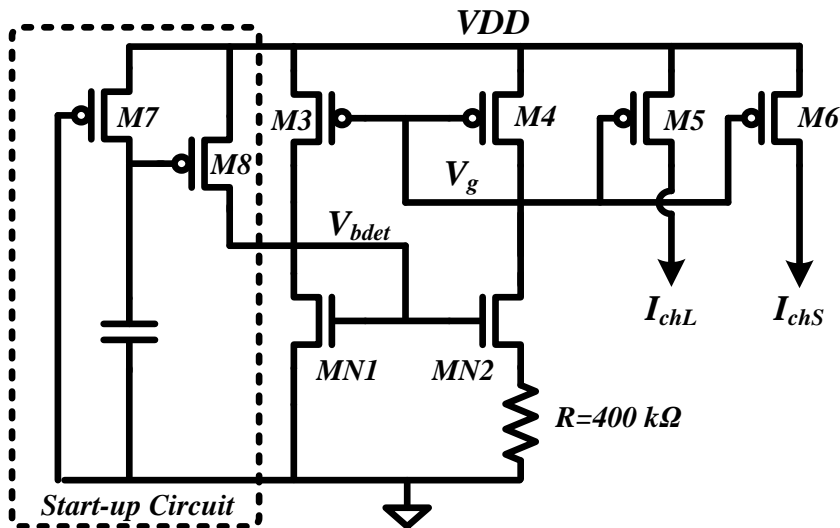 VDD
M7
M3
M4
M5
M6
M8
V_g
V_bdet
I_chL
I_chS
MN1
MN2
R=400 kΩ
Start-up Circuit